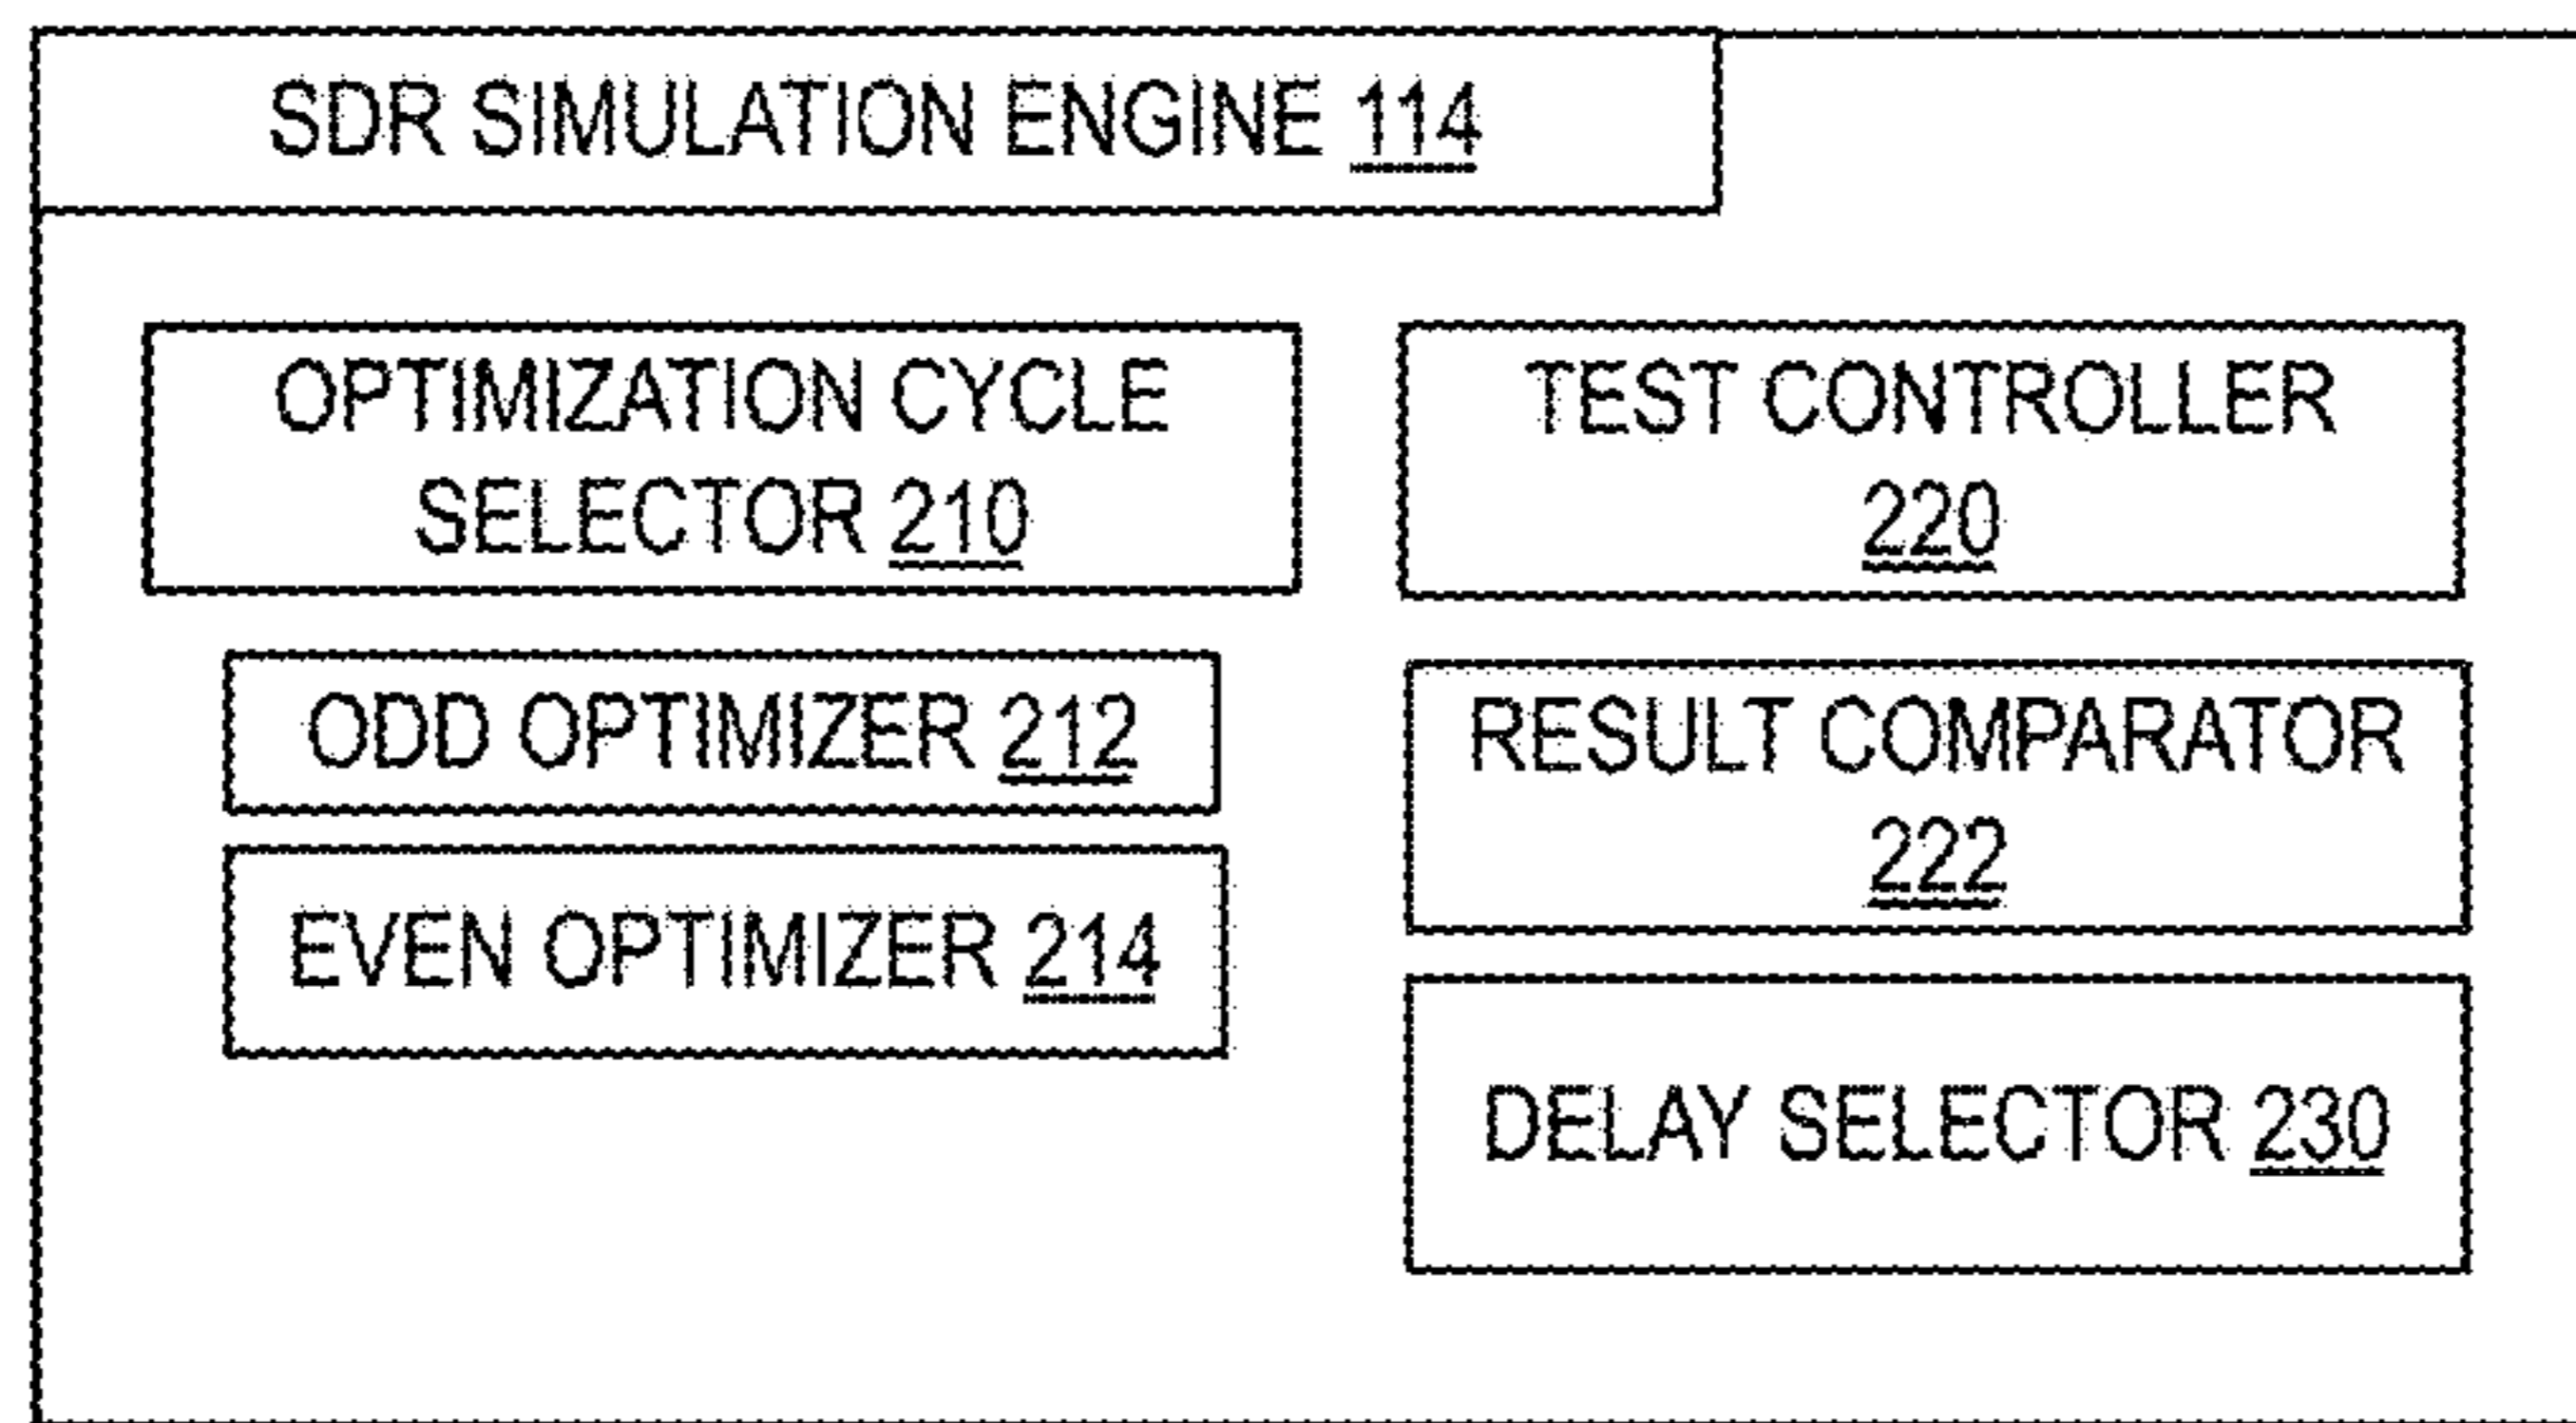 SDR SIMULATION ENGINE 114
OPTIMIZATION CYCLE
SELECTOR 210
ODD OPTIMIZER 212
EVEN OPTIMIZER 214
TEST CONTROLLER
220
RESULT COMPARATOR
222
DELAY SELECTOR 230